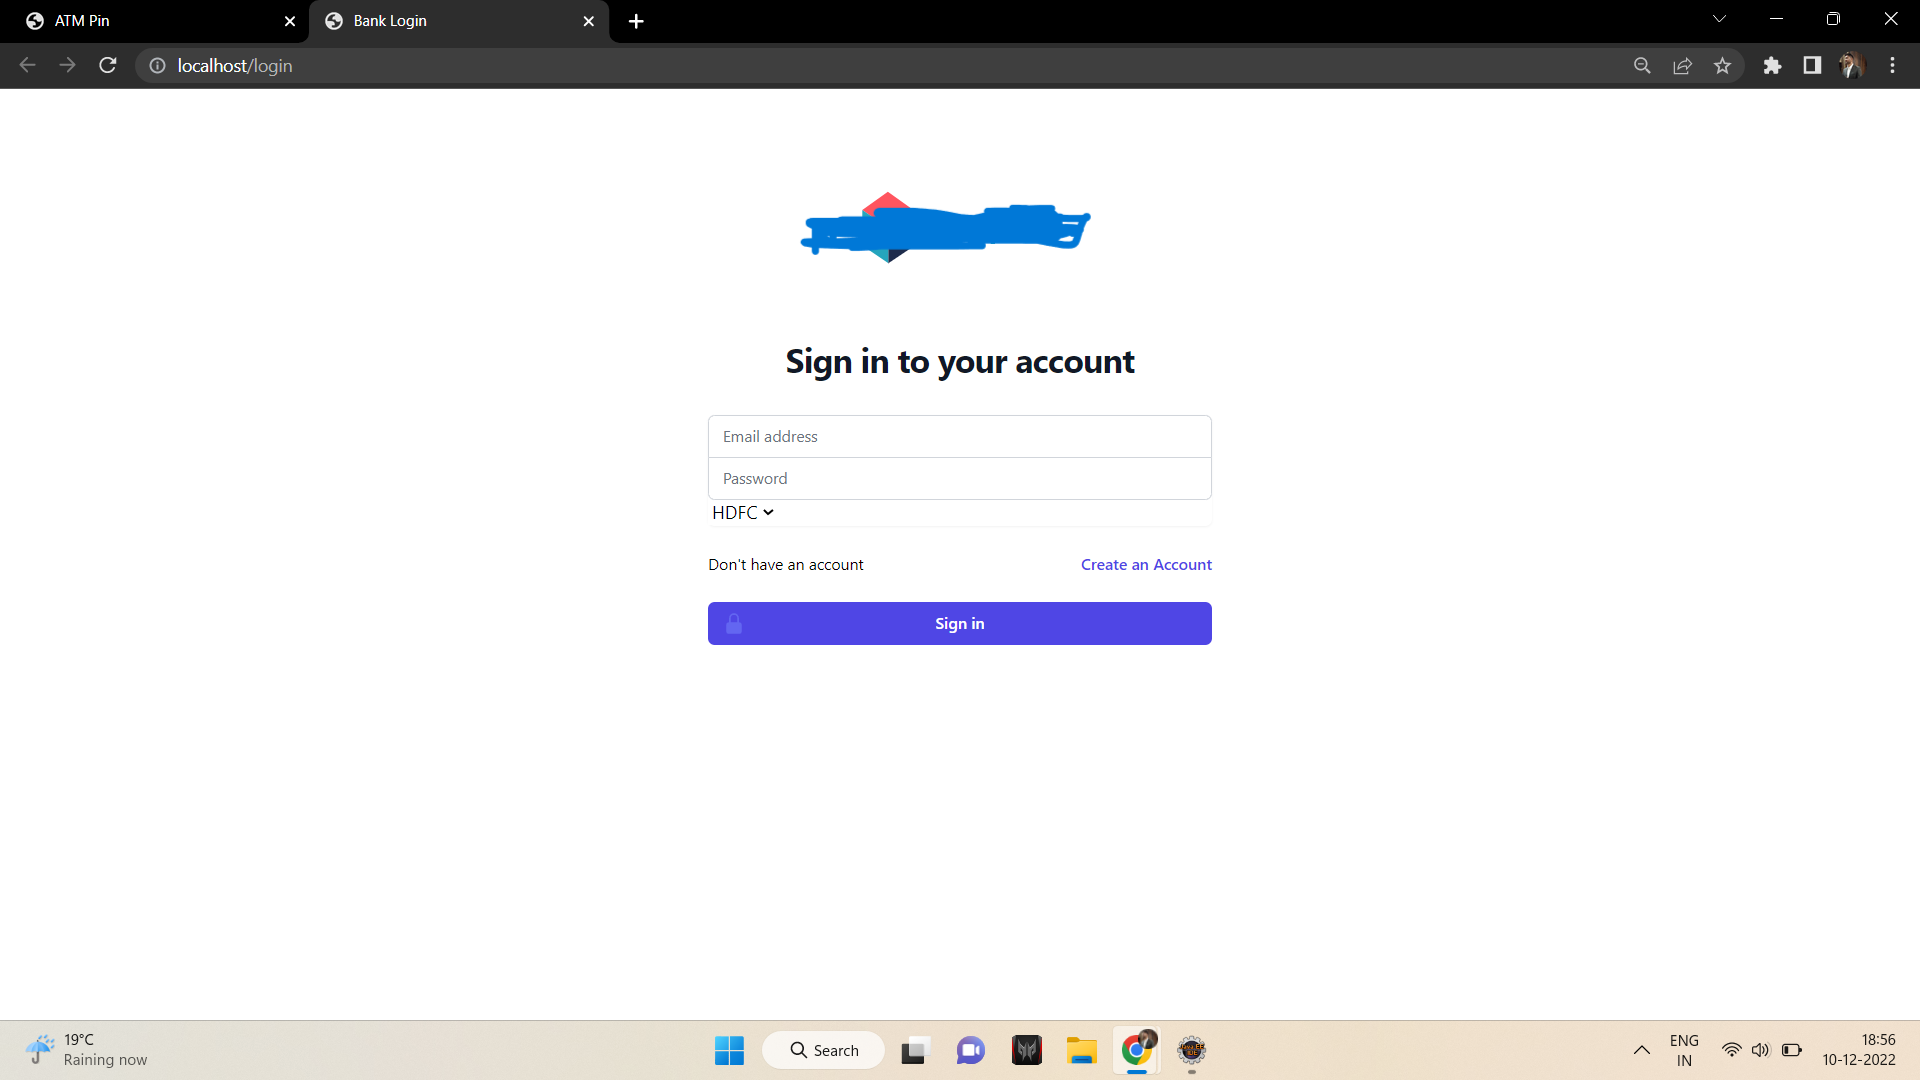 ATM Pin
Bank Login
localhost/login
Sign in to your account
Email address
Password
HDFC
Don't have an account
Create an Account
Sign in
19°C
Raining now
Search
ENG
IN
18:56
10-12-2022